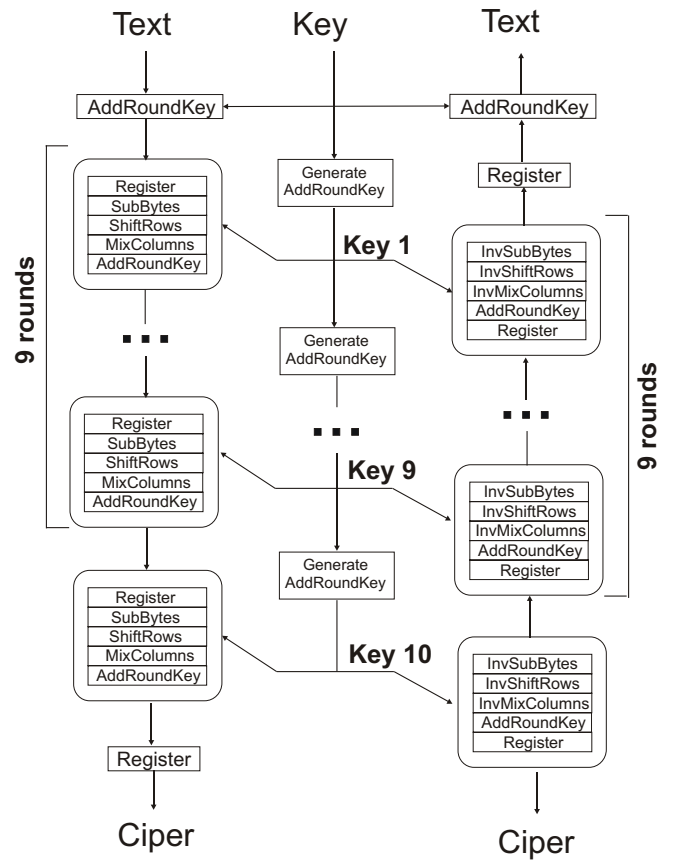 Text
Key
Text
AddRoundKey
AddRoundKey
Generate
AddRoundKey
Register
Register
SubBytes
ShiftRows
MixColumns
AddRoundKey
Key 1
InvSubBytes
InvShiftRows
InvMixColumns
AddRoundKey
Register
9 rounds
Generate
AddRoundKey
9 rounds
Register
SubBytes
ShiftRows
MixColumns
AddRoundKey
Key 9
InvSubBytes
InvShiftRows
InvMixColumns
AddRoundKey
Register
Generate
AddRoundKey
Register
SubBytes
ShiftRows
MixColumns
AddRoundKey
Key 10
InvSubBytes
InvShiftRows
InvMixColumns
AddRoundKey
Register
Register
Ciper
Ciper